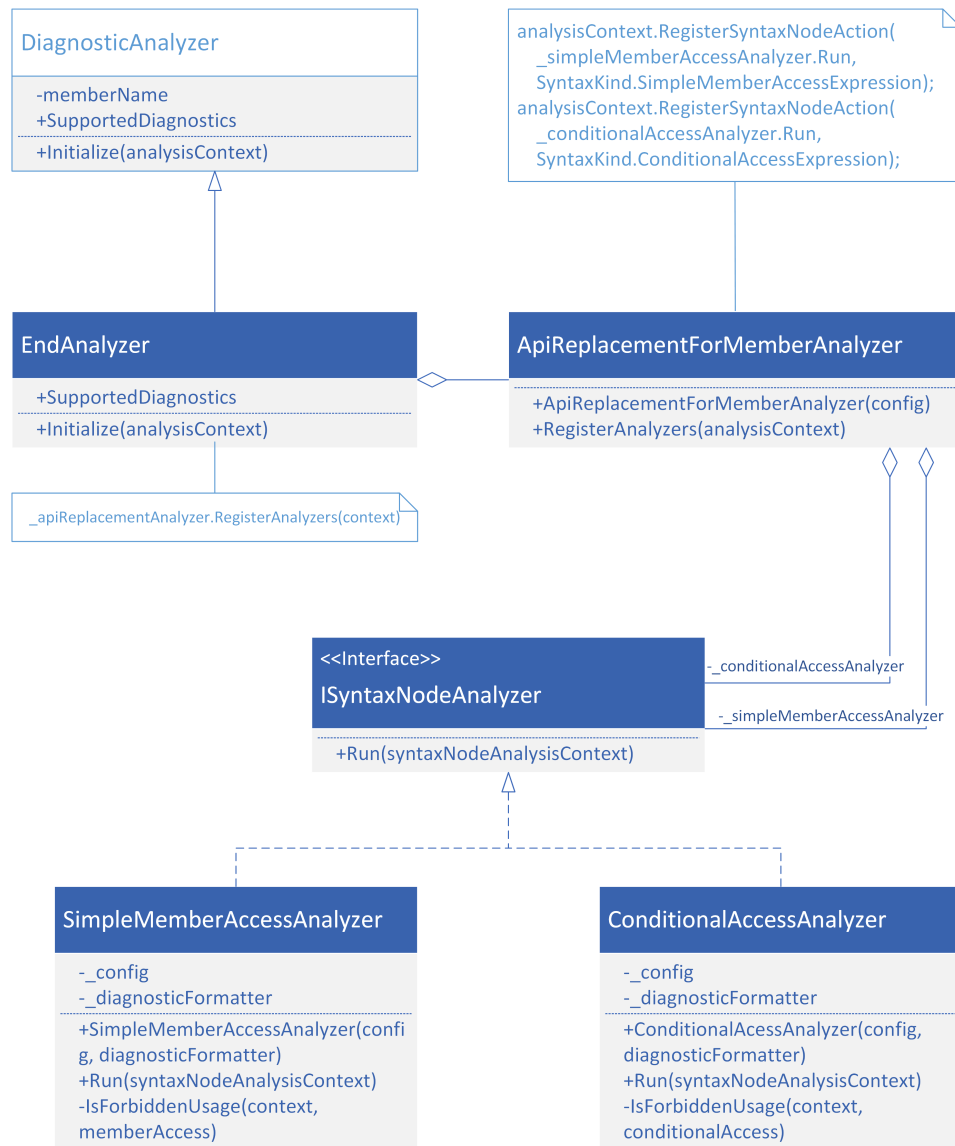 DiagnosticAnalyzer
-memberName
+SupportedDiagnostics
+Initialize(analysisContext)
analysisContext.RegisterSyntaxNodeAction(
_simpleMemberAccessAnalyzer.Run,
SyntaxKind.SimpleMemberAccessExpression);
analysisContext.RegisterSyntaxNodeAction(
_conditionalAccessAnalyzer.Run,
SyntaxKind.ConditionalAccessExpression);
EndAnalyzer
+SupportedDiagnostics
+Initialize(analysisContext)
ApiReplacementForMemberAnalyzer
+ApiReplacementForMemberAnalyzer(config)
+RegisterAnalyzers(analysisContext)
_apiReplacementAnalyzer.RegisterAnalyzers(context)
<<Interface>>
ISyntaxNodeAnalyzer
+Run(syntaxNodeAnalysisContext)
-_conditionalAccessAnalyzer
-_simpleMemberAccessAnalyzer
SimpleMemberAccessAnalyzer
-_config
-_diagnosticFormatter
+SimpleMemberAccessAnalyzer(confi
g, diagnosticFormatter)
+Run(syntaxNodeAnalysisContext)
-IsForbiddenUsage(context,
memberAccess)
ConditionalAccessAnalyzer
-_config
-_diagnosticFormatter
+ConditionalAcessAnalyzer(config,
diagnosticFormatter)
+Run(syntaxNodeAnalysisContext)
-IsForbiddenUsage(context,
conditionalAccess)